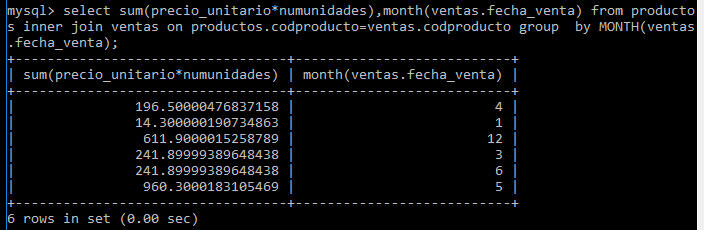 mysql> select sum(precio_unitario*numunidades),month(ventas.fecha_venta) from producto
s inner join ventas on productos.codproducto=ventas.codproducto group  by MONTH(ventas
.fecha_venta);
+----------------------------------+---------------------------+
| sum(precio_unitario*numunidades) | month(ventas.fecha_venta) |
+----------------------------------+---------------------------+
|               196.50000476837158 |                         4 |
|               14.300000190734863 |                         1 |
|                611.9000015258789 |                        12 |
|               241.89999389648438 |                         3 |
|               241.89999389648438 |                         6 |
|                960.3000183105469 |                         5 |
+----------------------------------+---------------------------+
6 rows in set (0.00 sec)